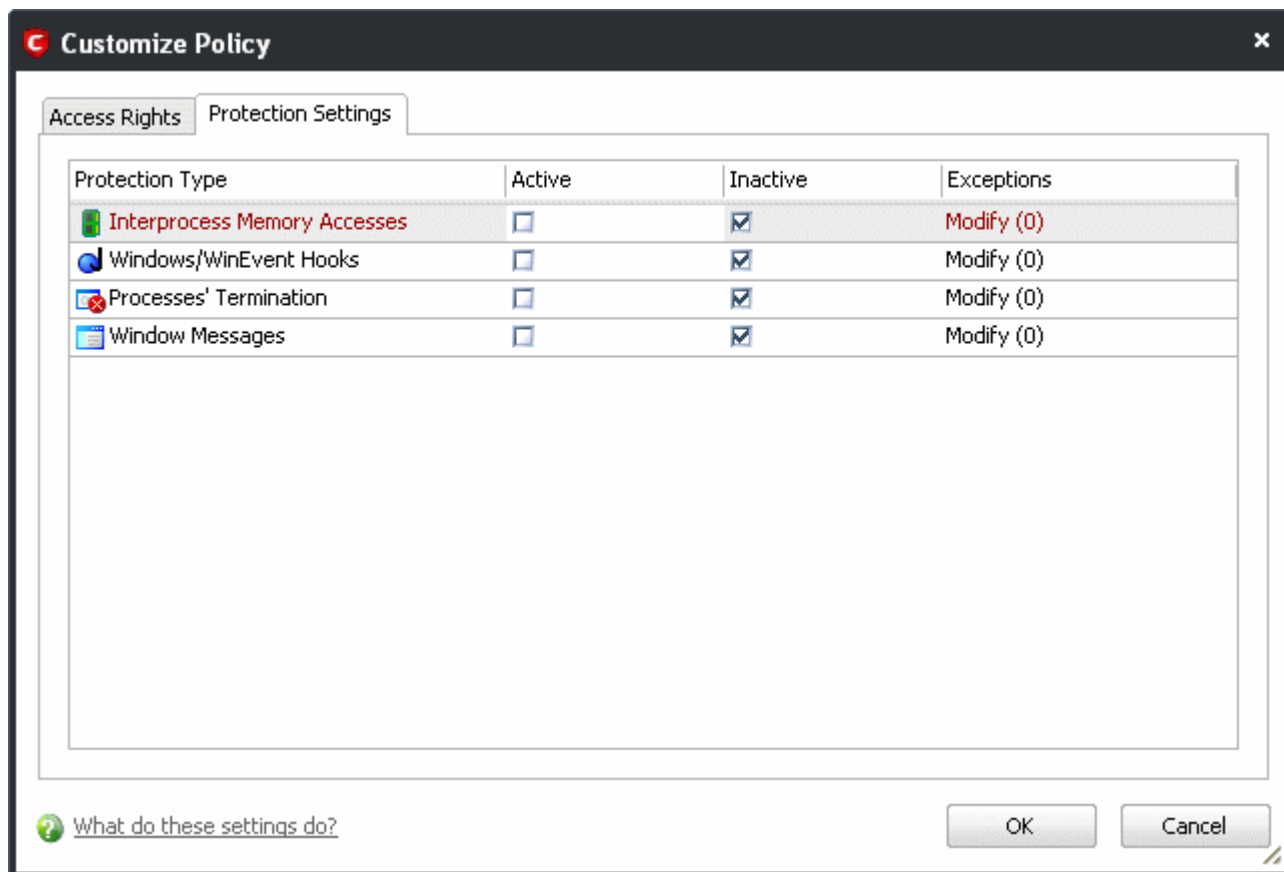 Customize Policy
Access Rights Protection Settings
Protection Type Active Inactive Exceptions
Interprocess Memory Accesses Modify (0)
Windows/WinEvent Hooks Modify (0)
Processes' Termination Modify (0)
Window Messages Modify (0)
What do these settings do? OK Cancel